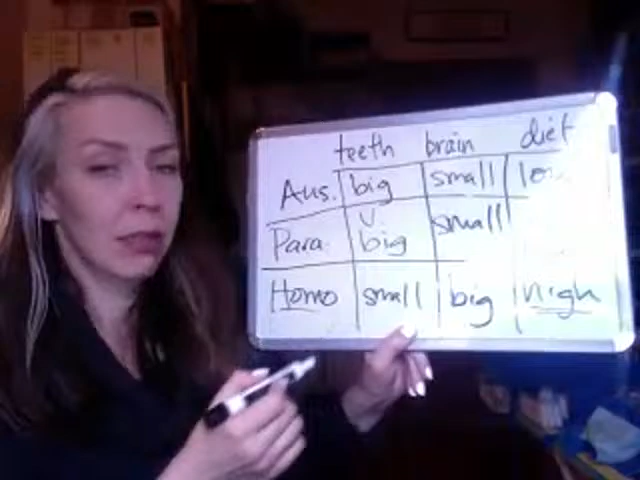 teeth brain diet
Aus. big small
Para. v. big small
Homo small big high